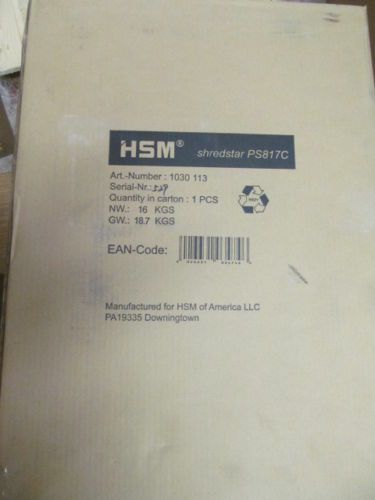 HSM® shredstar PS817C
Art.-Number : 1030 113
Serial-Nr.: 529
Quantity in carton : 1 PCS
NW.: 16 KGS
GW.: 18.7 KGS
EAN-Code:
Manufactured for HSM of America LLC
PA19335 Downingtown